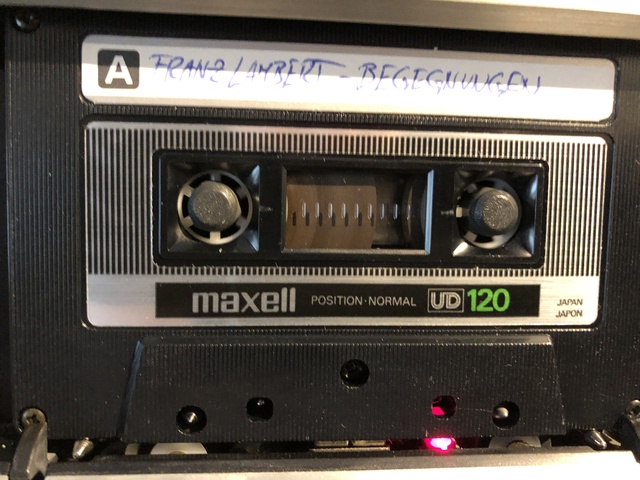 A FRANZ LAMBERT - BEGEGNUNGEN
maxell POSITION·NORMAL UD 120
JAPAN
JAPON